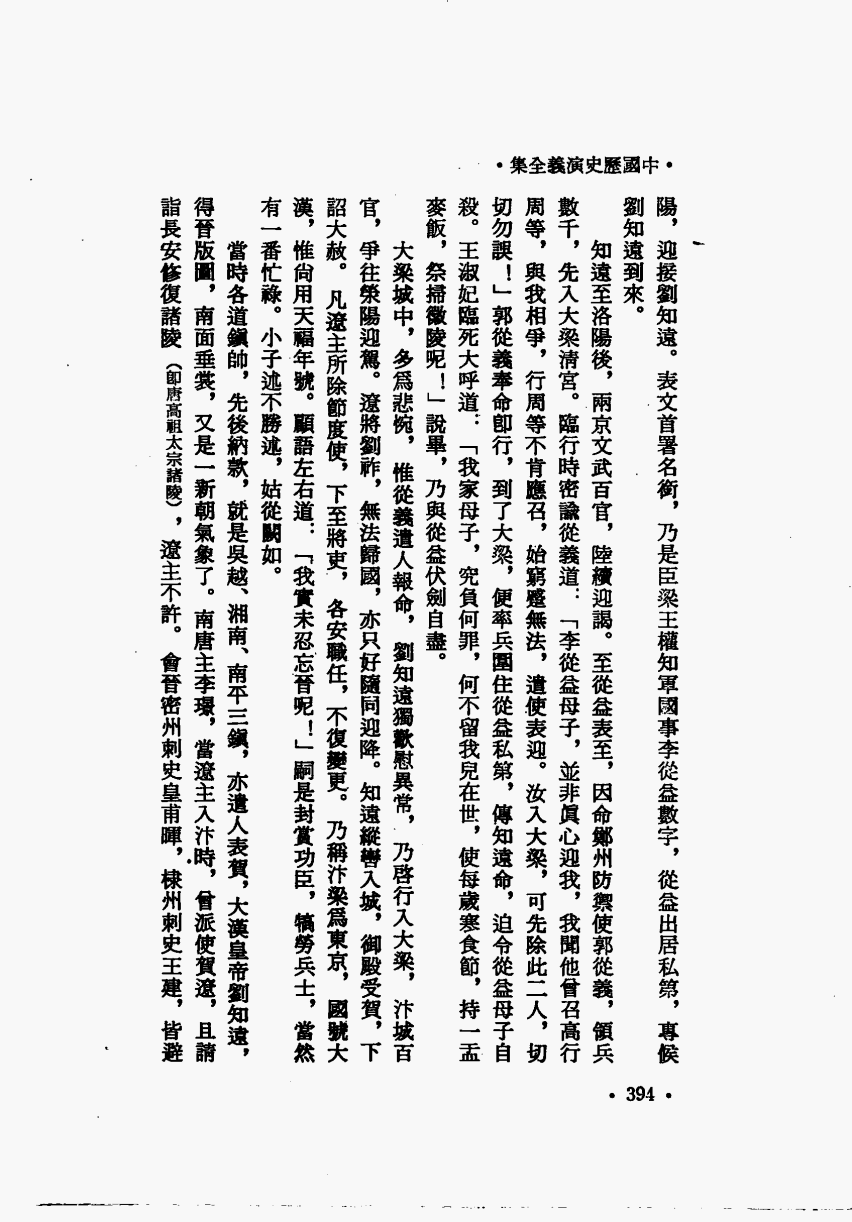 •中國歷史演義全集•
陽，迎接劉知遠。表文首署名銜，乃是臣梁王權知軍國事李從益數字，從益出居私第，專候
劉知遠到來。
知遠至洛陽後，兩京文武百官，陸續迎謁。至從益表至，因命鄭州防禦使郭從義，領兵
數千，先入大梁清宮。臨行時密諭從義道：「李從益母子，並非眞心迎我，我聞他曾召高行
周等，與我相爭，行周等不肯應召，始窮蹙無法，遣使表迎。汝入大梁，可先除此二人，切
切勿誤！」郭從義奉命卽行，到了大梁，便率兵圍住從益私第，傳知遠命，迫令從益母子自
殺。王淑妃臨死大呼道：「我家母子，究負何罪，何不留我兒在世，使每歲寒食節，持一盂
麥飯，祭掃徽陵呢！」說畢，乃與從益伏劍自盡。
大梁城中，多爲悲惋，惟從義遣人報命，劉知遠獨歡慰異常，乃啓行入大梁，汴城百
官，爭往滎陽迎駕。遼將劉祚，無法歸國，亦只好隨同迎降。知遠縱轡入城，御殿受賀，下
詔大赦。凡遼主所除節度使，下至將吏，各安職任，不復變更。乃稱汴梁爲東京，國號大
漢，惟尙用天福年號。顧語左右道：「我實未忍忘晉呢！」嗣是封賞功臣，犒勞兵士，當然
有一番忙祿。小子述不勝述，姑從闕如。
當時各道鎭帥，先後納款，就是吳越、湘南、南平三鎭，亦遣人表賀，大漢皇帝劉知遠，
得晉版圖，南面垂裳，又是一新朝氣象了。南唐主李璟，當遼主入汴時，曾派使賀遼，且請
詣長安修復諸陵（卽唐高祖太宗諸陵），遼主不許。會晉密州刺史皇甫暉，棣州刺史王建，皆避
•394•